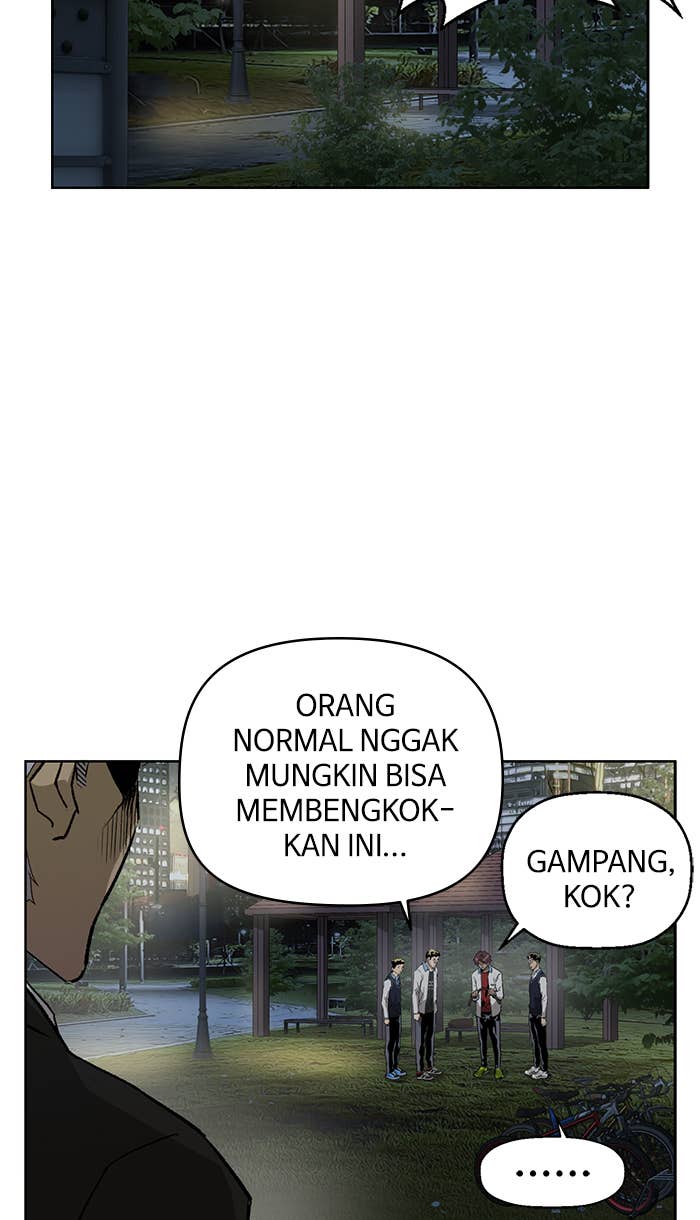 ORANG
NORMAL NGGAK
MUNGKIN BISA
MEMBENGKOK-
KAN INI...
GAMPANG,
KOK?
......